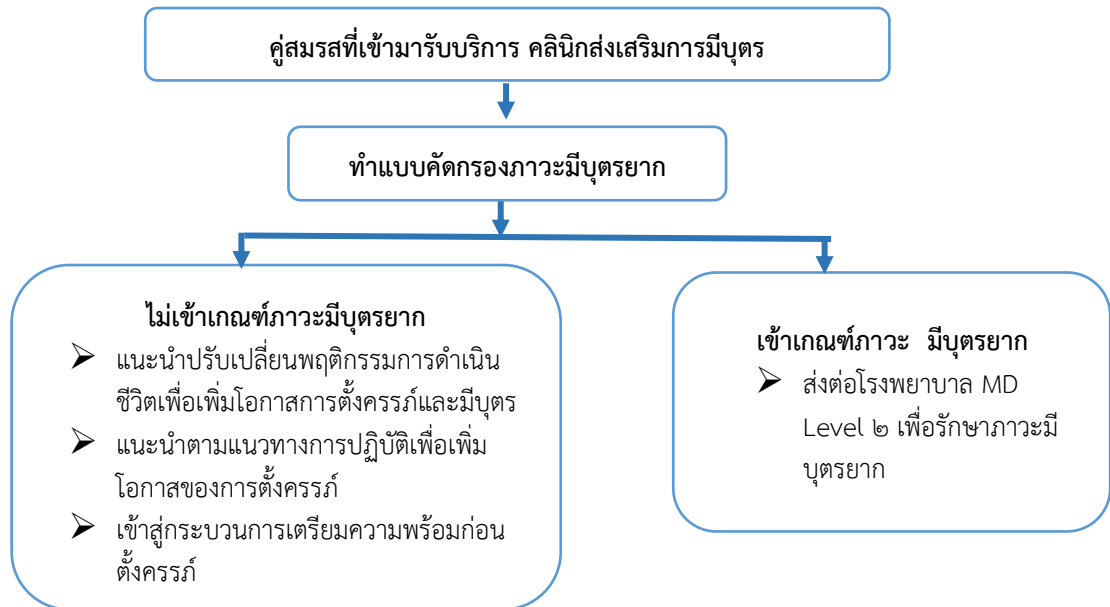 คู่สมรสที่เข้ามารับบริการ คลินิกส่งเสริมการมีบุตร
ทำแบบคัดกรองภาวะมีบุตรยาก
ไม่เข้าเกณฑ์ภาวะมีบุตรยาก
➢ แนะนำปรับเปลี่ยนพฤติกรรมการดำเนิน
ชีวิตเพื่อเพิ่มโอกาสการตั้งครรภ์และมีบุตร
➢ แนะนำตามแนวทางการปฏิบัติเพื่อเพิ่ม
โอกาสของการตั้งครรภ์
➢ เข้าสู่กระบวนการเตรียมความพร้อมก่อน
ตั้งครรภ์
เข้าเกณฑ์ภาวะ มีบุตรยาก
➢ ส่งต่อโรงพยาบาล MD
Level ๒ เพื่อรักษาภาวะมี
บุตรยาก